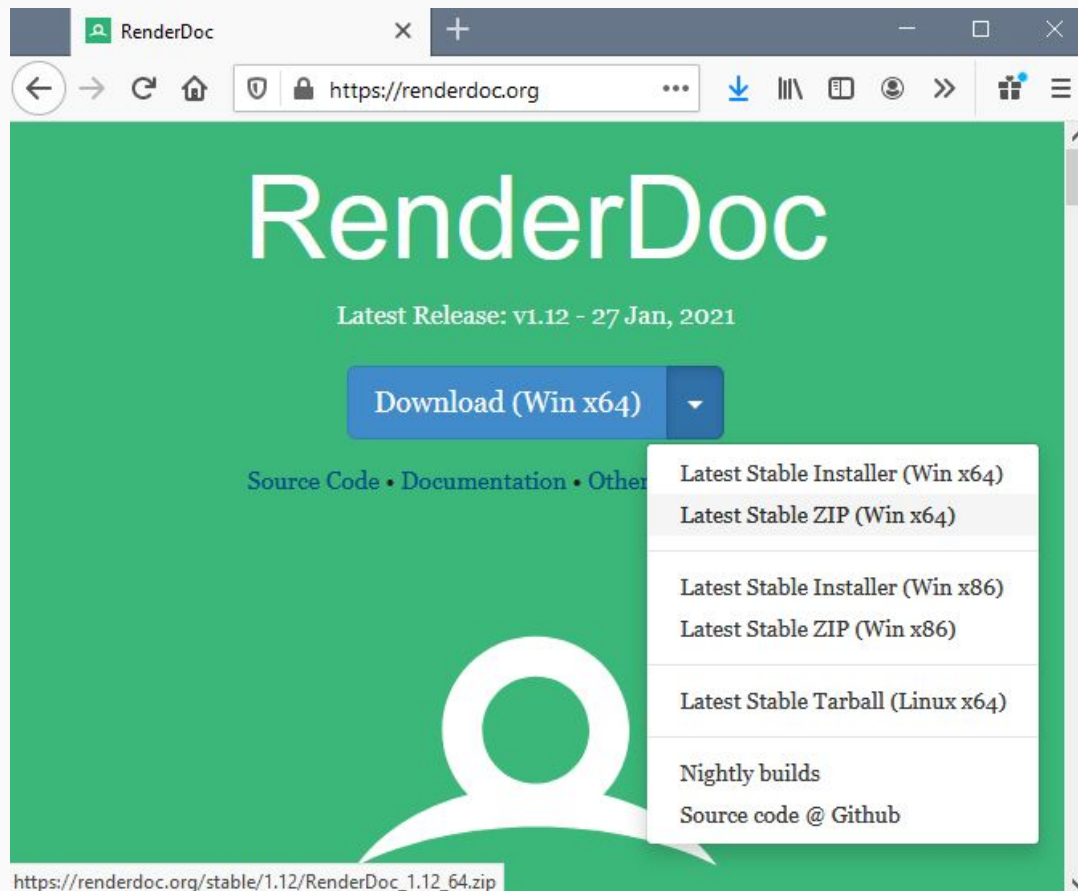 RenderDoc
https://renderdoc.org
RenderDoc
Latest Release: v1.12 - 27 Jan, 2021
Download (Win x64)
Source Code • Documentation • Other
Latest Stable Installer (Win x64)
Latest Stable ZIP (Win x64)
Latest Stable Installer (Win x86)
Latest Stable ZIP (Win x86)
Latest Stable Tarball (Linux x64)
Nightly builds
Source code @ Github
https://renderdoc.org/stable/1.12/RenderDoc_1.12_64.zip